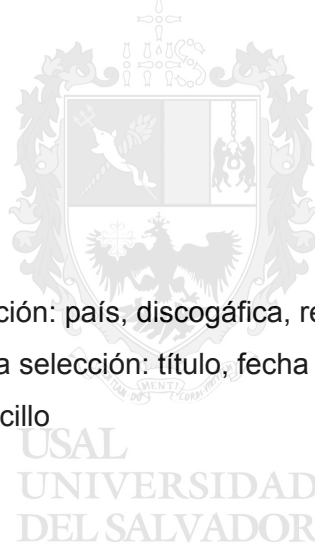 ción: país, discogáfica, re
a selección: título, fecha
cillo
USAL
UNIVERSIDAD
DEL SALVADOR